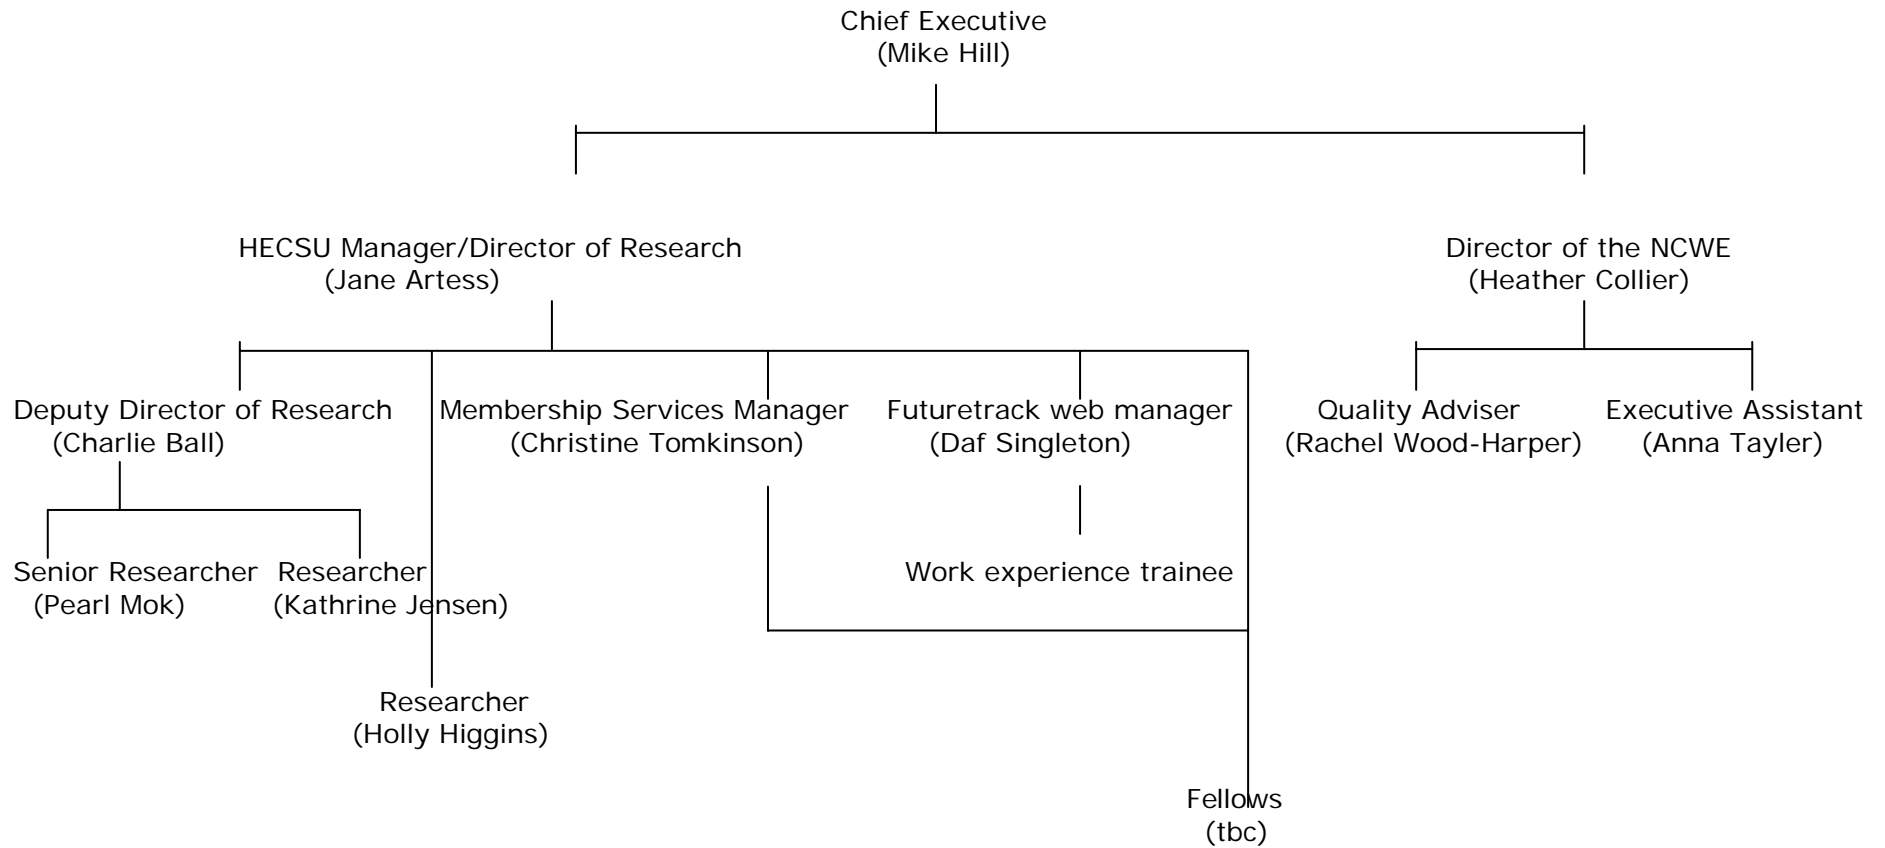 Chief Executive
(Mike Hill)
HECSU Manager/Director of Research
(Jane Artess)
Director of the NCWE
(Heather Collier)
Deputy Director of Research
(Charlie Ball)
Membership Services Manager
(Christine Tomkinson)
Futuretrack web manager
(Daf Singleton)
Quality Adviser
(Rachel Wood-Harper)
Executive Assistant
(Anna Tayler)
Senior Researcher
(Pearl Mok)
Researcher
(Kathrine Jensen)
Work experience trainee
Researcher
(Holly Higgins)
Fellows
(tbc)